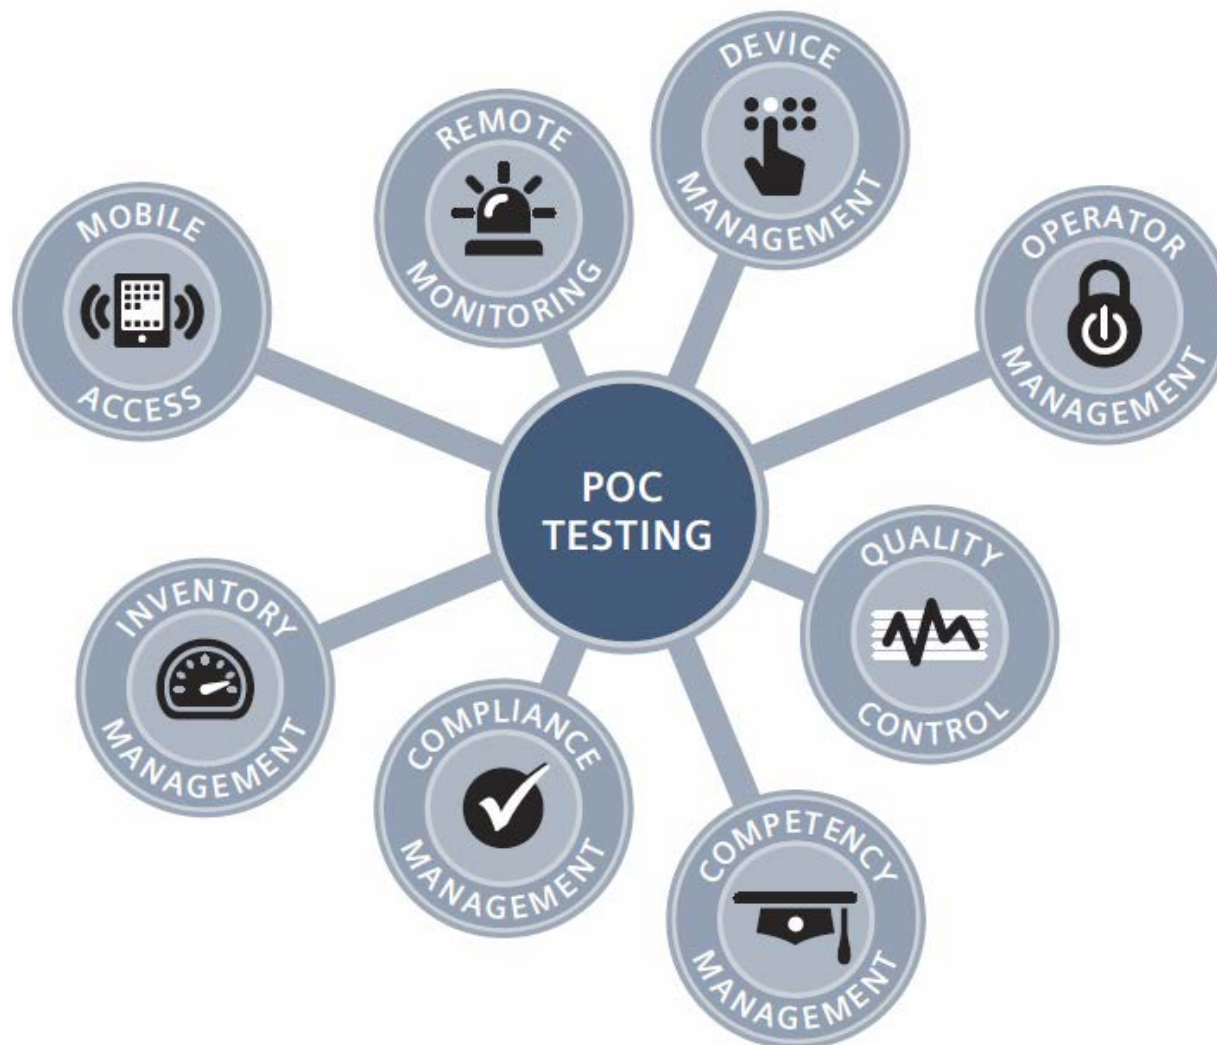 DEVICE
MANAGEMENT
REMOTE
MONITORING
MOBILE
ACCESS
OPERATOR
MANAGEMENT
POC
TESTING
QUALITY
CONTROL
INVENTORY
MANAGEMENT
COMPLIANCE
MANAGEMENT
COMPETENCY
MANAGEMENT